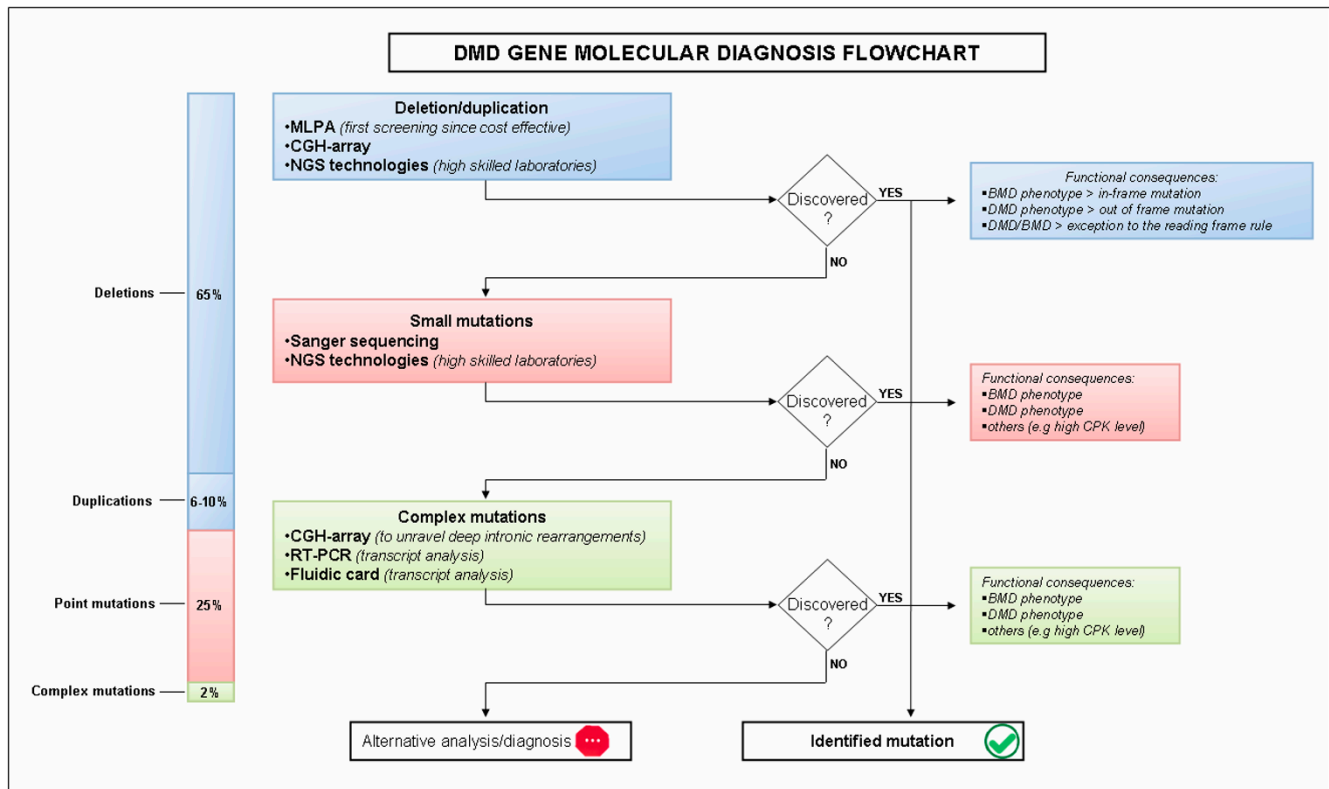 DMD GENE MOLECULAR DIAGNOSIS FLOWCHART
Deletion/duplication
•MLPA (first screening since cost effective)
•CGH-array
•NGS technologies (high skilled laboratories)
Discovered
?
YES
NO
Functional consequences:
▪BMD phenotype > in-frame mutation
▪DMD phenotype > out of frame mutation
▪DMD/BMD > exception to the reading frame rule
Deletions
65%
Small mutations
•Sanger sequencing
•NGS technologies (high skilled laboratories)
Discovered
?
YES
NO
Functional consequences:
▪BMD phenotype
▪DMD phenotype
▪others (e.g high CPK level)
Duplications
6-10%
Complex mutations
•CGH-array (to unravel deep intronic rearrangements)
•RT-PCR (transcript analysis)
•Fluidic card (transcript analysis)
Discovered
?
YES
NO
Functional consequences:
▪BMD phenotype
▪DMD phenotype
▪others (e.g high CPK level)
Point mutations
25%
Complex mutations
2%
Alternative analysis/diagnosis
Identified mutation